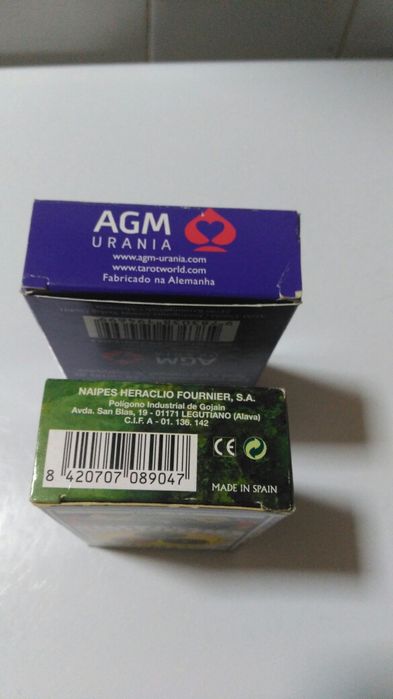 AGM
URANIA
www.agm-urania.com
www.tarotworld.com
Fabricado na Alemanha
AGM
NAIPES HERACLIO FOURNIER, S.A.
Polígono Industrial de Gojain
Avda. San Blas, 19 - 01171 LEGUTIANO (Alava)
C.I.F. A - 01. 136. 142
CE
8 420707 089047
MADE IN SPAIN